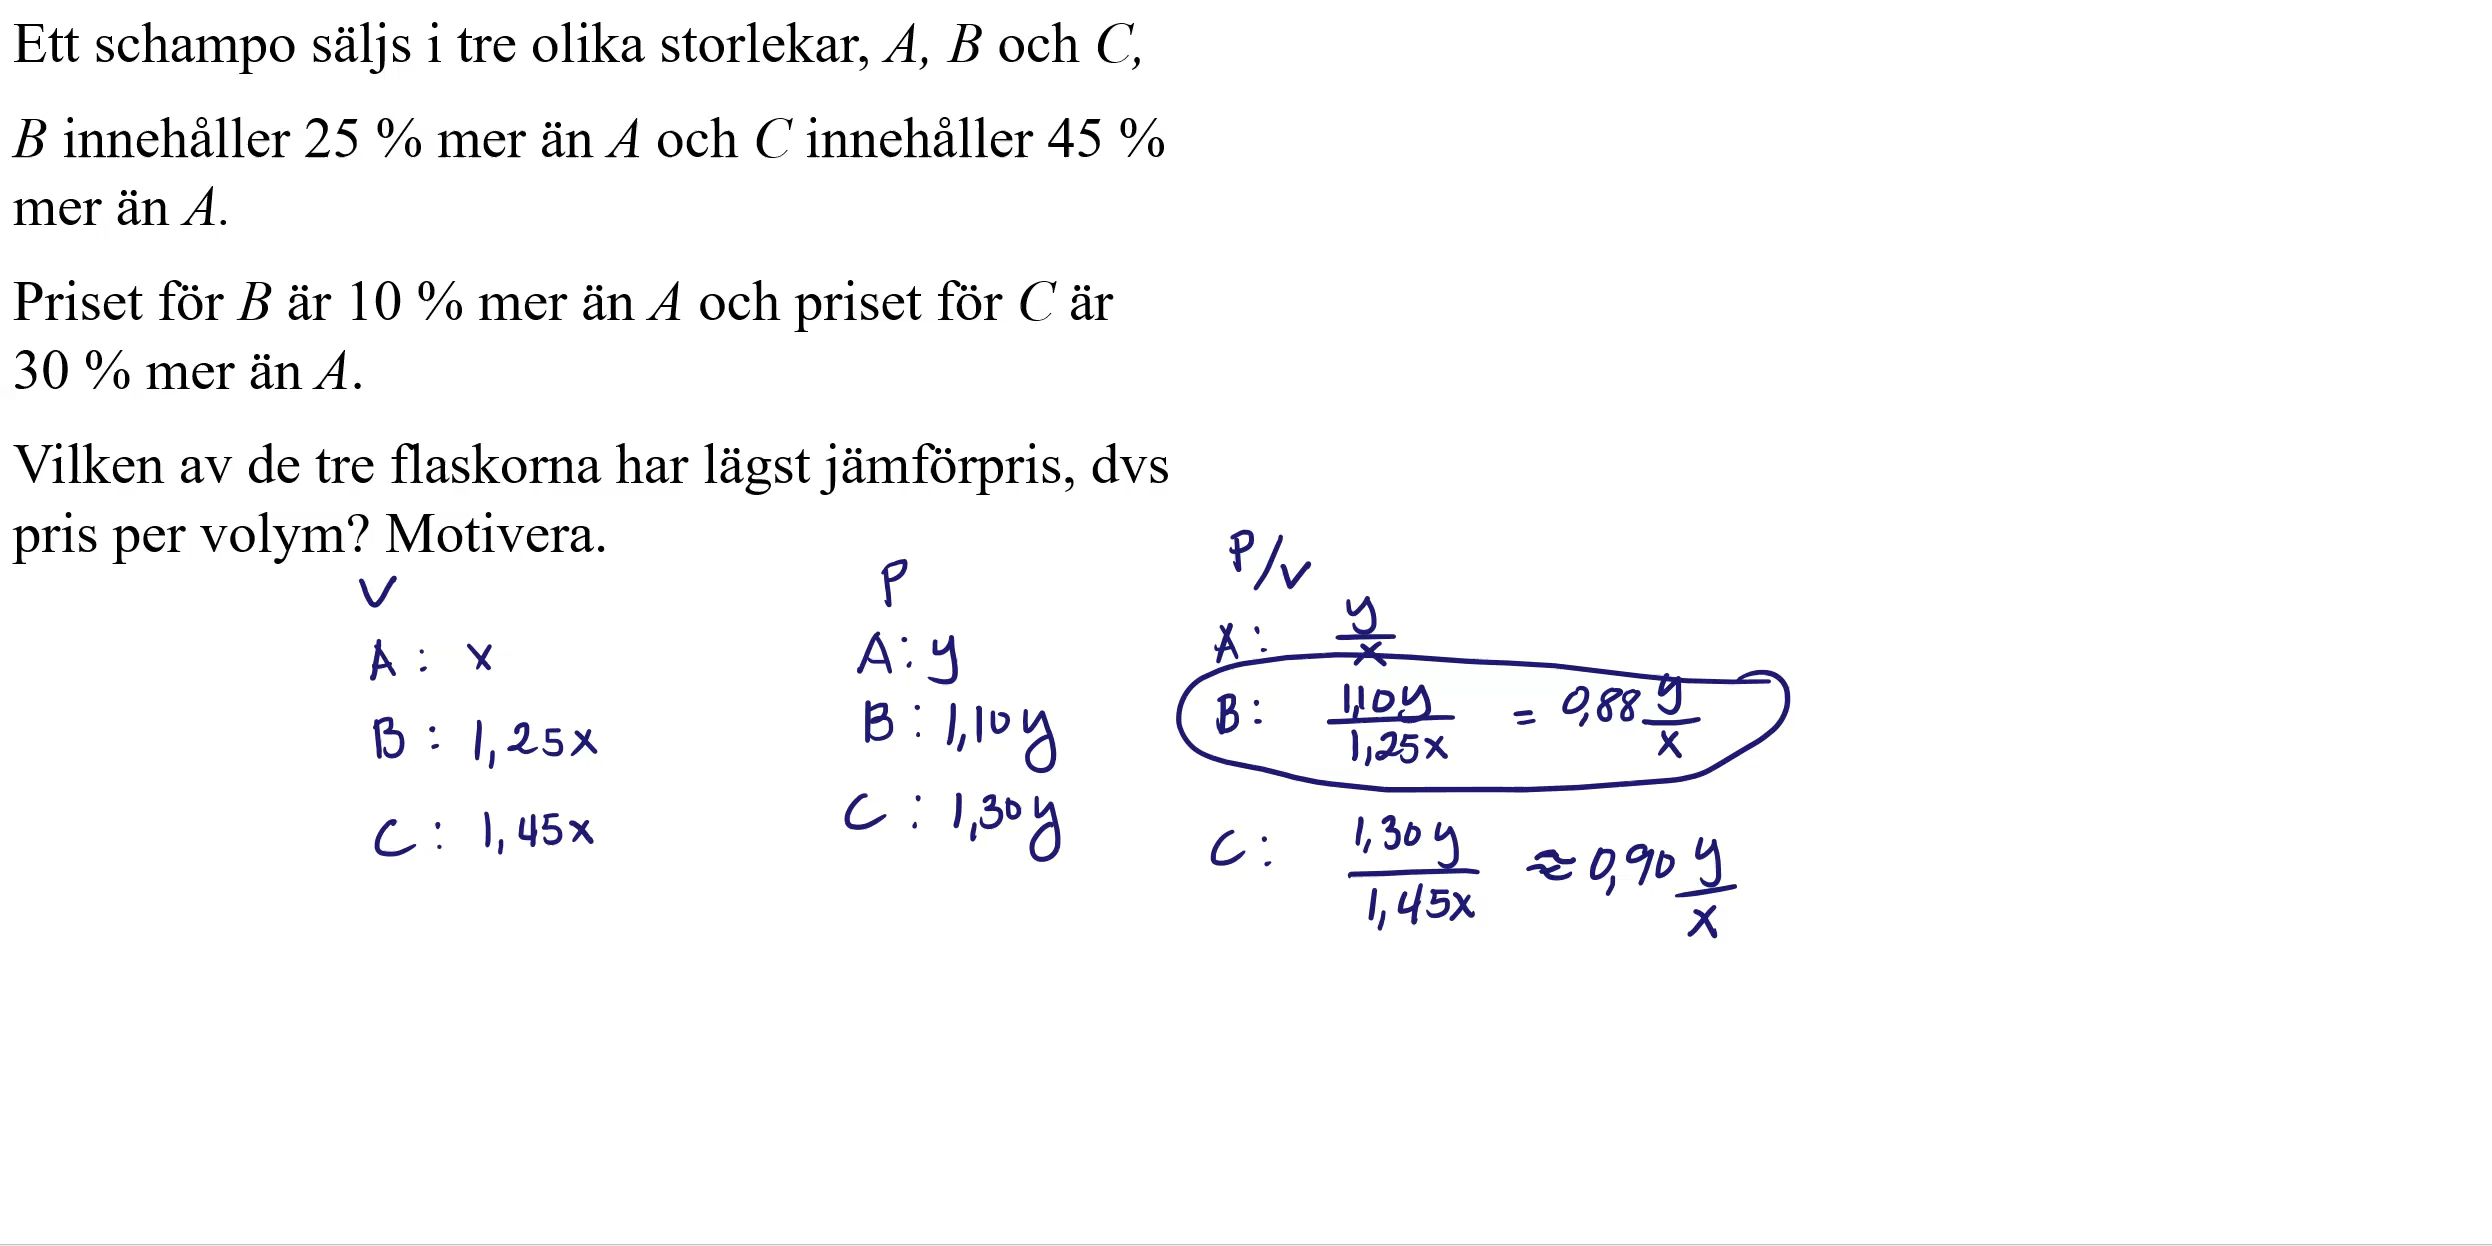 Ett schampo säljs i tre olika storlekar, A, B och C,
B innehåller 25 % mer än A och C innehåller 45 %
mer än A.
Priset för B är 10 % mer än A och priset för C är
30 % mer än A.
Vilken av de tre flaskorna har lägst jämförpris, dvs
pris per volym? Motivera.
V
A: x
B: 1,25x
C: 1,45x
P
A: y
B: 1,10y
C: 1,30y
P/V
A: y/x
B: 1,10y/1,25x = 0,88 y/x
C: 1,30y/1,45x ≈ 0,90 y/x